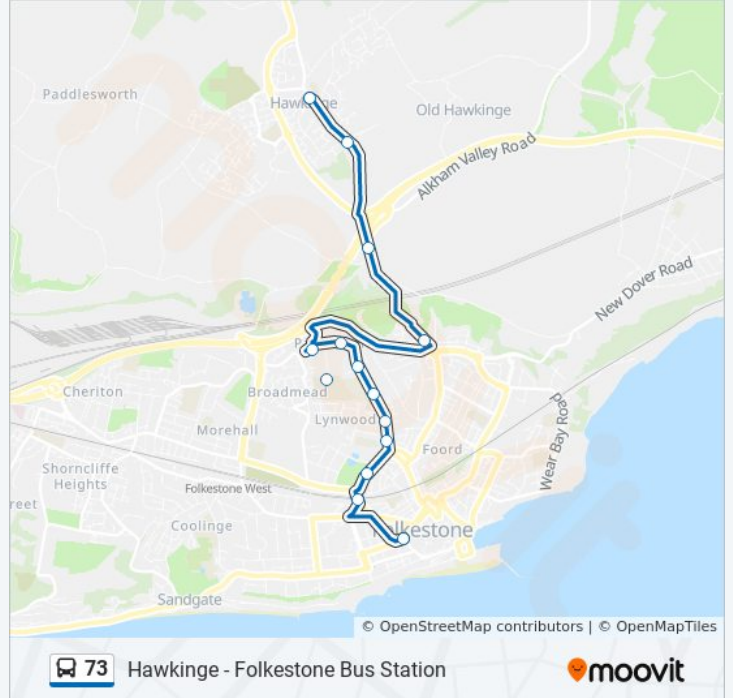 Paddlesworth
Hawkinge
Old Hawkinge
Alkham Valley Road
New Dover Road
Cheriton
Broadmead
Lynwood
Morehall
Foord
Wear Bay Road
Shorncliffe
Heights
Folkestone West
reet
Coolinge
Folkestone
Sandgate
© OpenStreetMap contributors | © OpenMapTiles
73 Hawkinge - Folkestone Bus Station
moovit